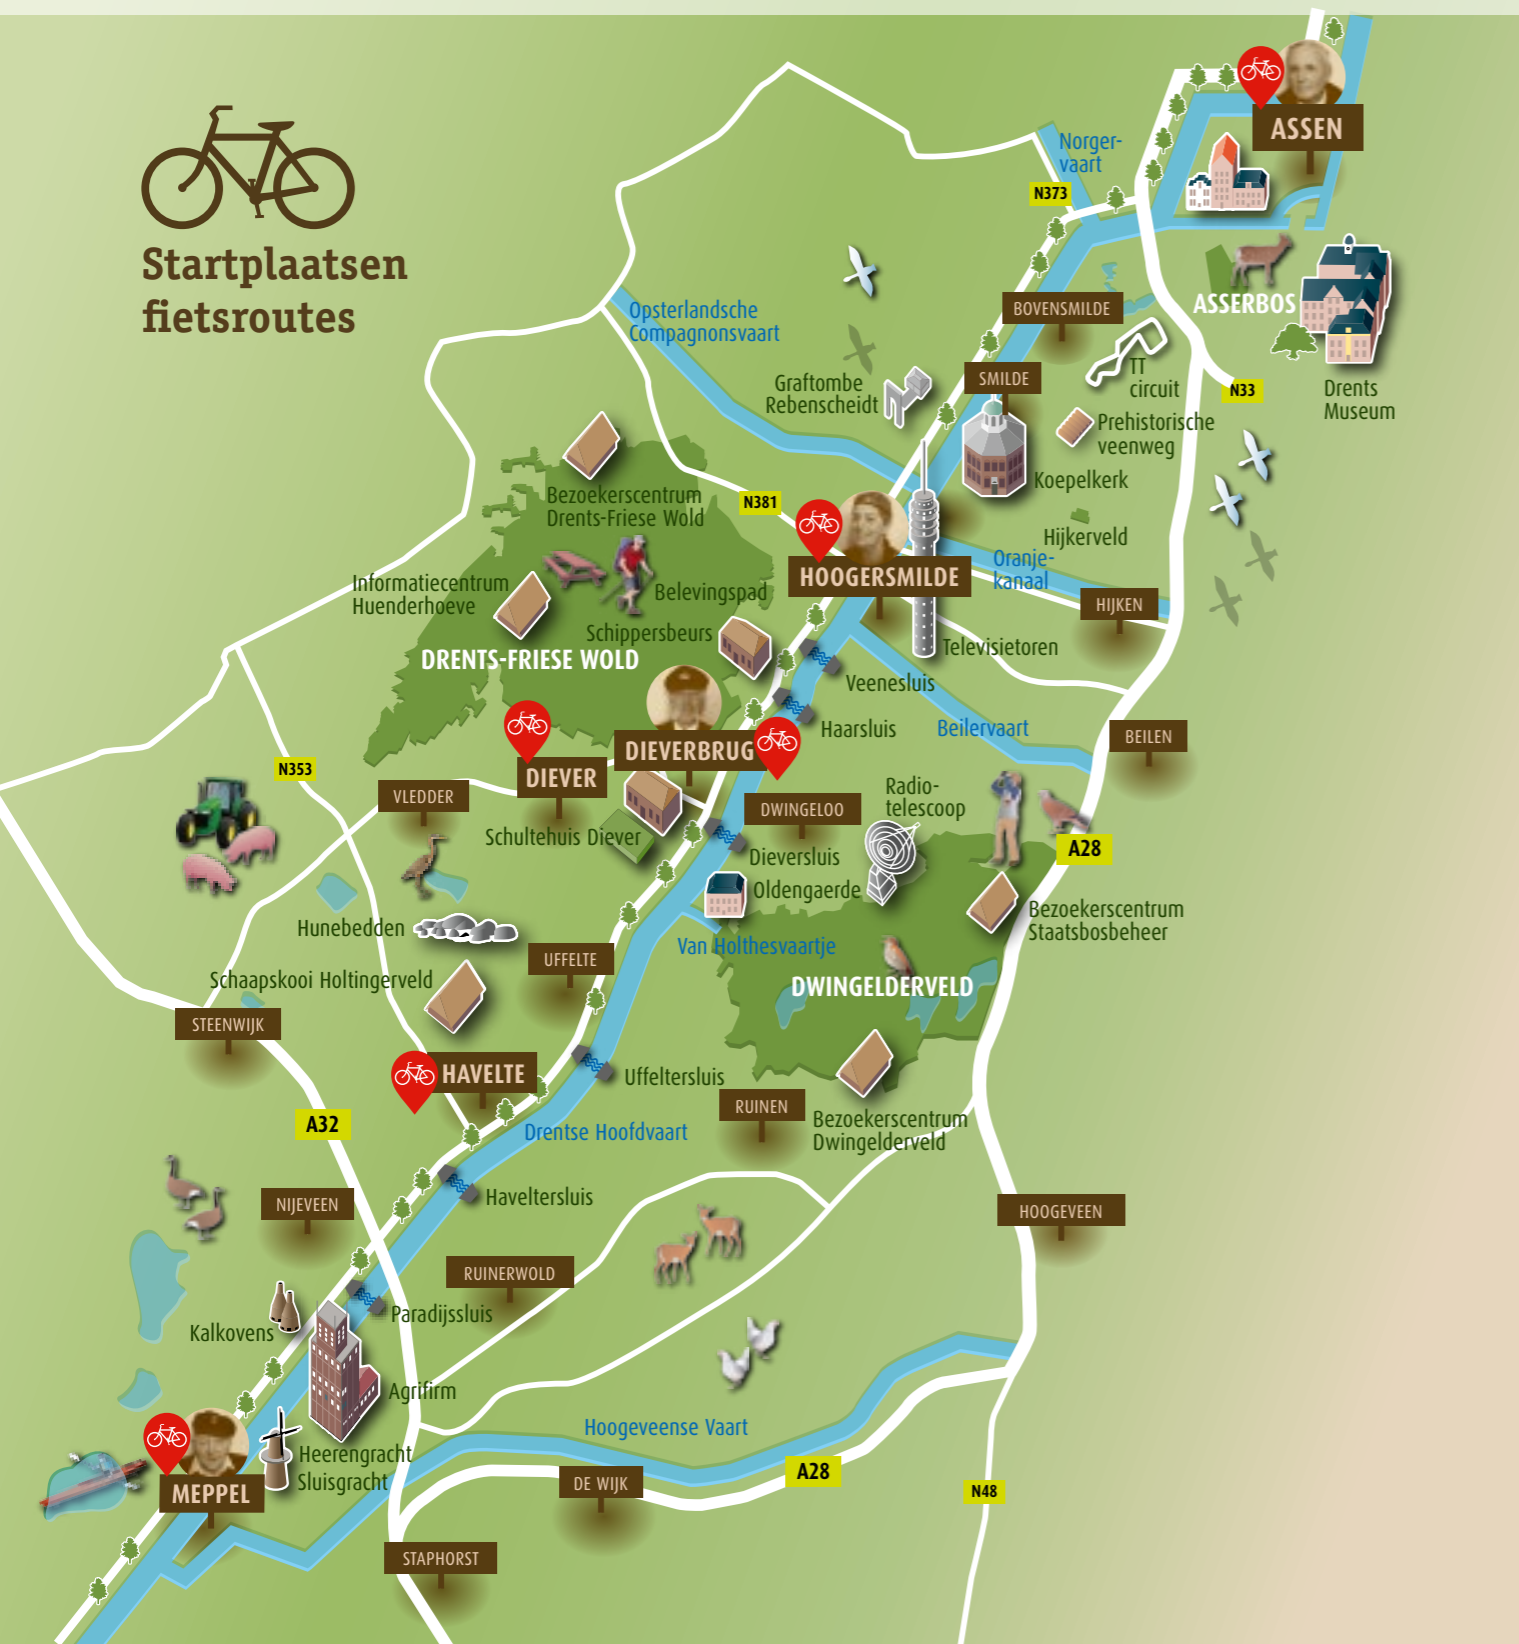 Startplaatsen
fietsroutes
ASSEN
Norger-
vaart
N373
ASSERBOS
Drents
Museum
BOVENSMILDE
Opsterlandsche
Compagnonsvaart
SMILDE
TT
circuit
N33
Graftombe
Rebenscheidt
Prehistorische
veenweg
Koepelkerk
Bezoekerscentrum
Drents-Friese Wold
N381
Hijkerveld
Oranje-
kanaal
HOOGERSMILDE
HIJKEN
Informatiecentrum
Huenderhoeve
Belevingspad
Schippersbeurs
DRENTS-FRIESE WOLD
Televisietoren
Veenesluis
Haarsluis
Beilervaart
BEILEN
DIEVERBRUG
DIEVER
N353
VLEDDER
DWINGELOO
Radio-
telescoop
Schultehuis Diever
Dieversluis
A28
Oldengaerde
Bezoekerscentrum
Staatsbosbeheer
Hunebedden
Van Holthesvaartje
UFFELTE
Schaapskooi Holtingerveld
DWINGELDERVELD
STEENWIJK
HAVELTE
Uffeltersluis
RUINEN
A32
Drentse Hoofdvaart
Bezoekerscentrum
Dwingelderveld
NIJEVEEN
Haveltersluis
HOOGEVEEN
RUINERWOLD
Paradijssluis
Kalkovens
Agrifirm
Hoogeveense Vaart
Heerengracht
Sluisgracht
MEPPEL
A28
DE WIJK
N48
STAPHORST